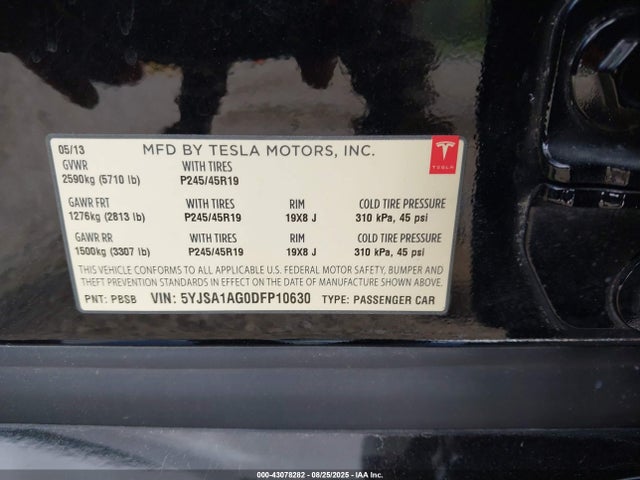 05/13 MFD BY TESLA MOTORS, INC.
GVWR WITH TIRES
2590kg (5710 lb) P245/45R19
TESLA
GAWR FRT WITH TIRES RIM COLD TIRE PRESSURE
1276kg (2813 lb) P245/45R19 19X8 J 310 kPa, 45 psi
GAWR RR WITH TIRES RIM COLD TIRE PRESSURE
1500kg (3307 lb) P245/45R19 19X8 J 310 kPa, 45 psi
THIS VEHICLE CONFORMS TO ALL APPLICABLE U.S. FEDERAL MOTOR SAFETY, BUMPER AND
THEFT PREVENTION STANDARDS IN EFFECT ON THE DATE OF MANUFACTURE SHOWN ABOVE.
PNT: PBSB VIN: 5YJSA1AG0DFP10630 TYPE: PASSENGER CAR
000-43078282 - 08/25/2025 - IAA Inc.